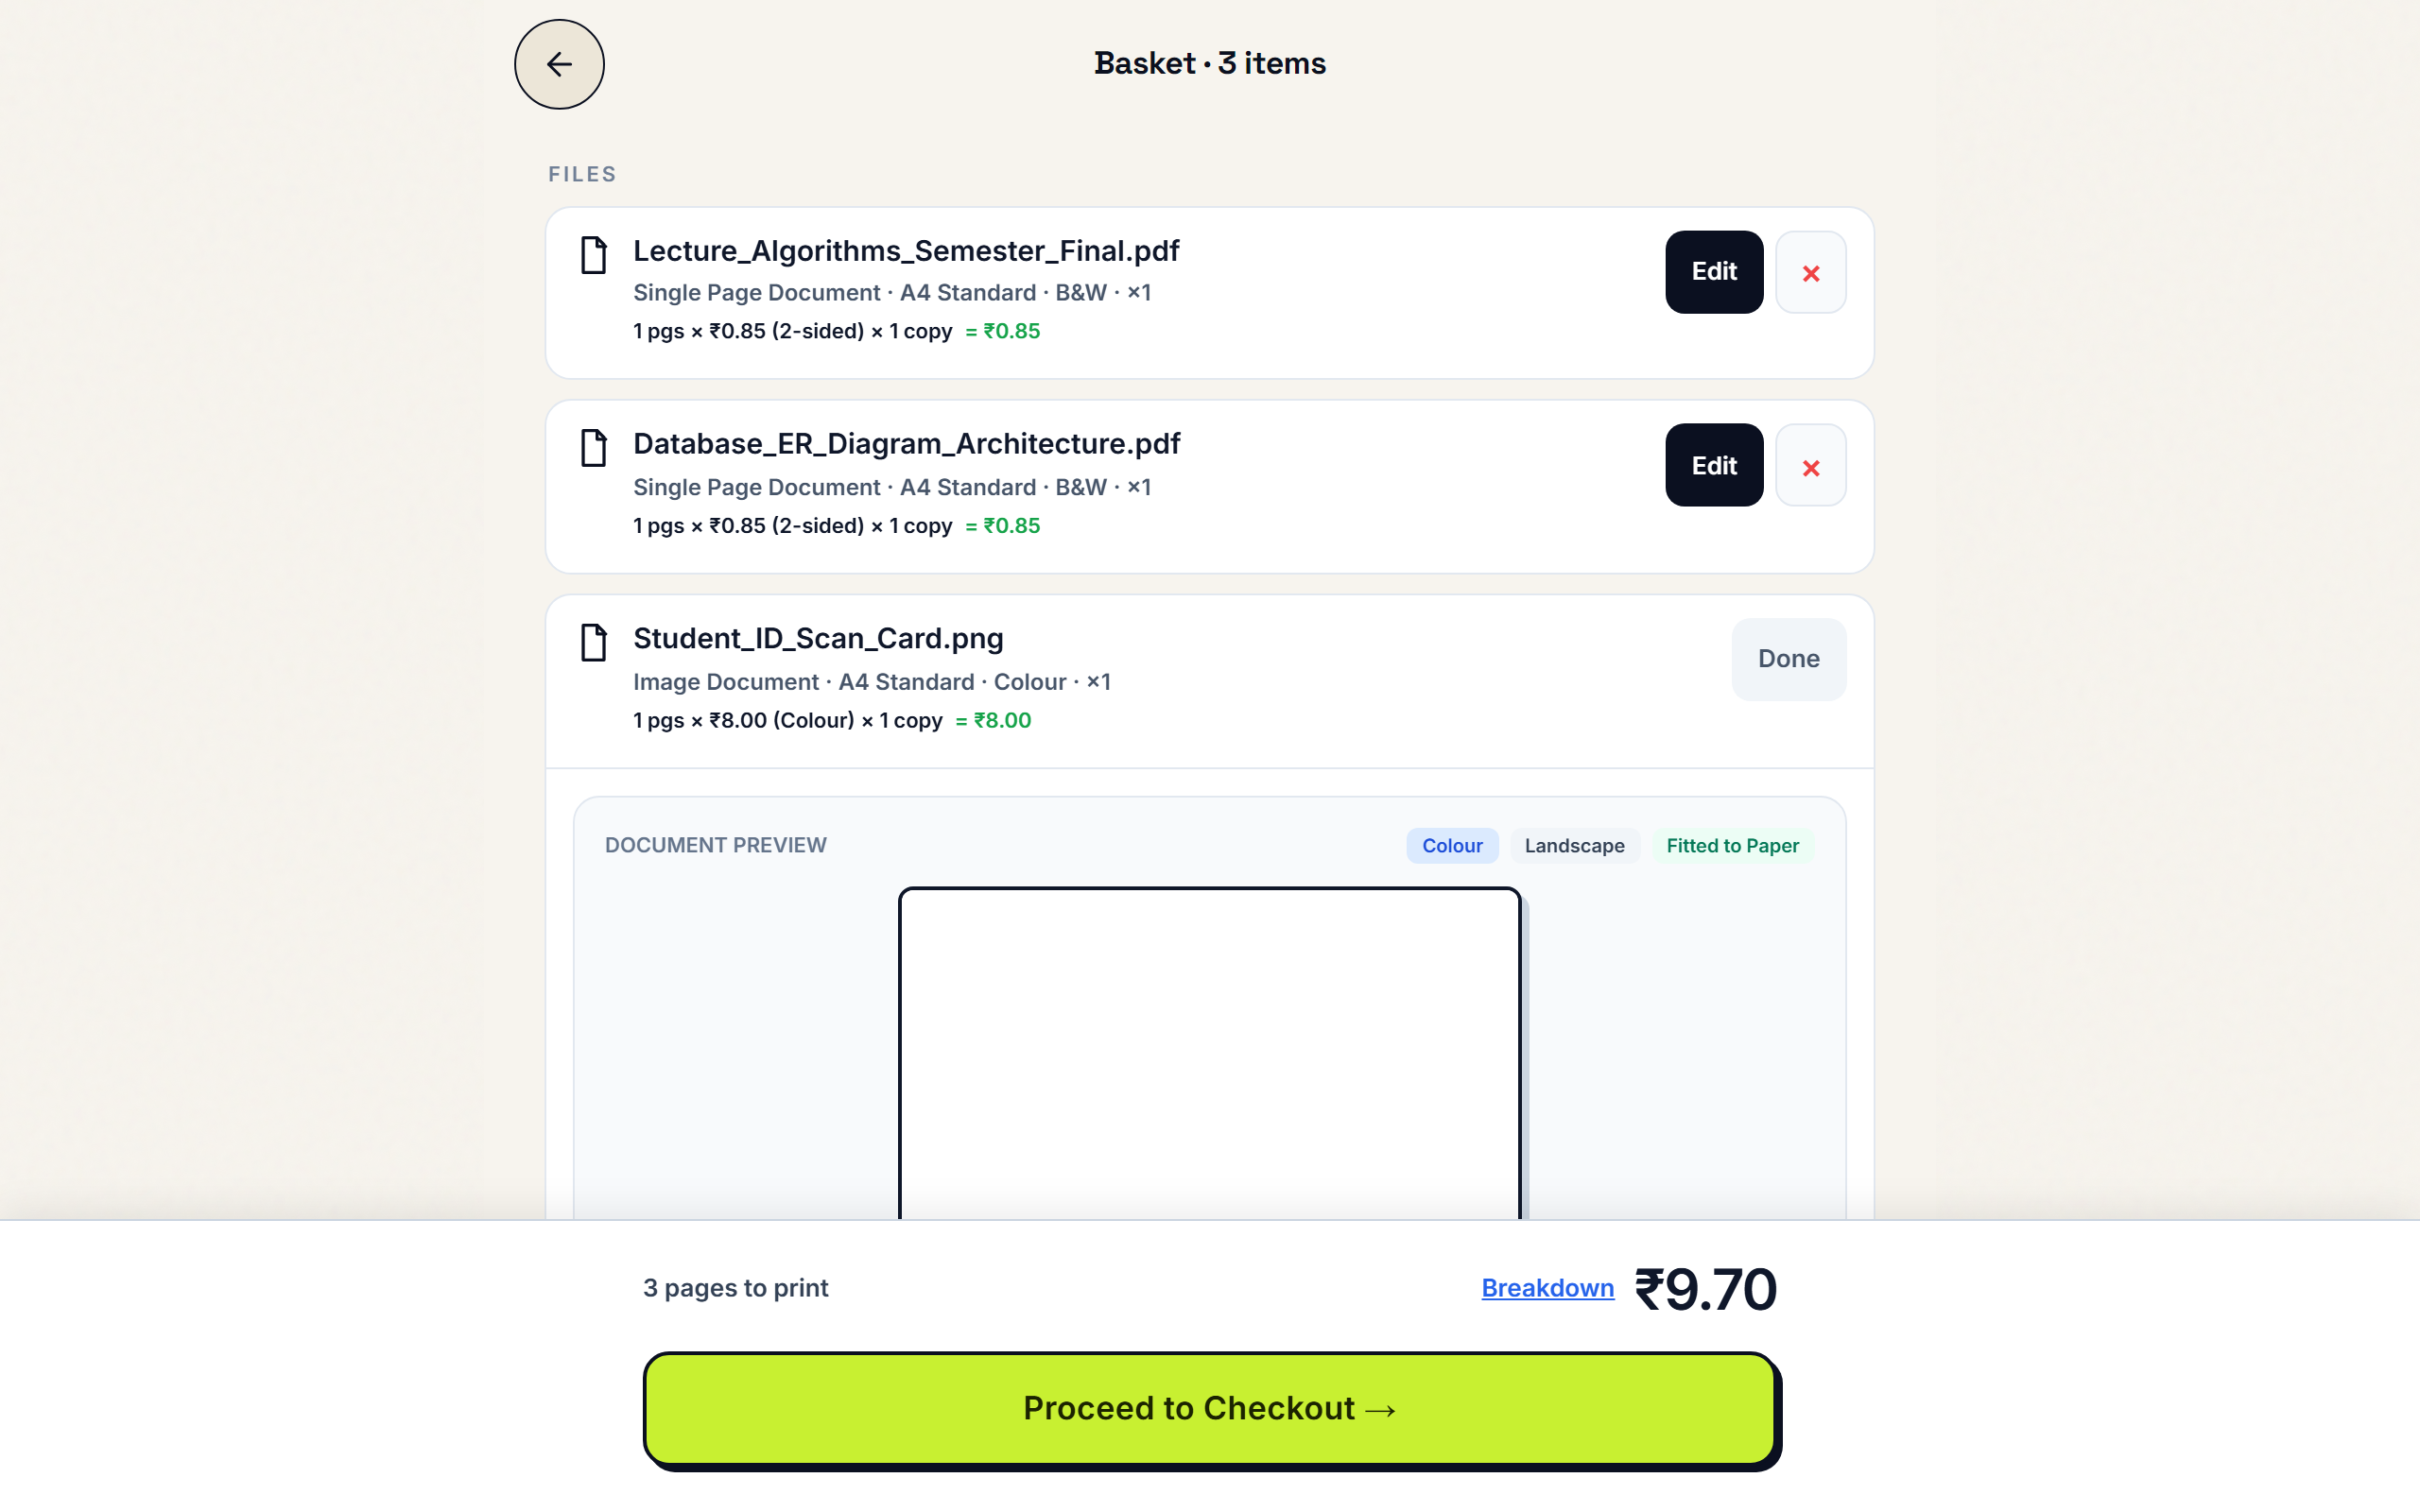 Basket · 3 items
FILES
Lecture_Algorithms_Semester_Final.pdf
Single Page Document · A4 Standard · B&W · ×1
1 pgs × ₹0.85 (2-sided) × 1 copy = ₹0.85
Edit
×
Database_ER_Diagram_Architecture.pdf
Single Page Document · A4 Standard · B&W · ×1
1 pgs × ₹0.85 (2-sided) × 1 copy = ₹0.85
Edit
×
Student_ID_Scan_Card.png
Image Document · A4 Standard · Colour · ×1
1 pgs × ₹8.00 (Colour) × 1 copy = ₹8.00
Done
DOCUMENT PREVIEW
Colour
Landscape
Fitted to Paper
3 pages to print
Breakdown ₹9.70
Proceed to Checkout →